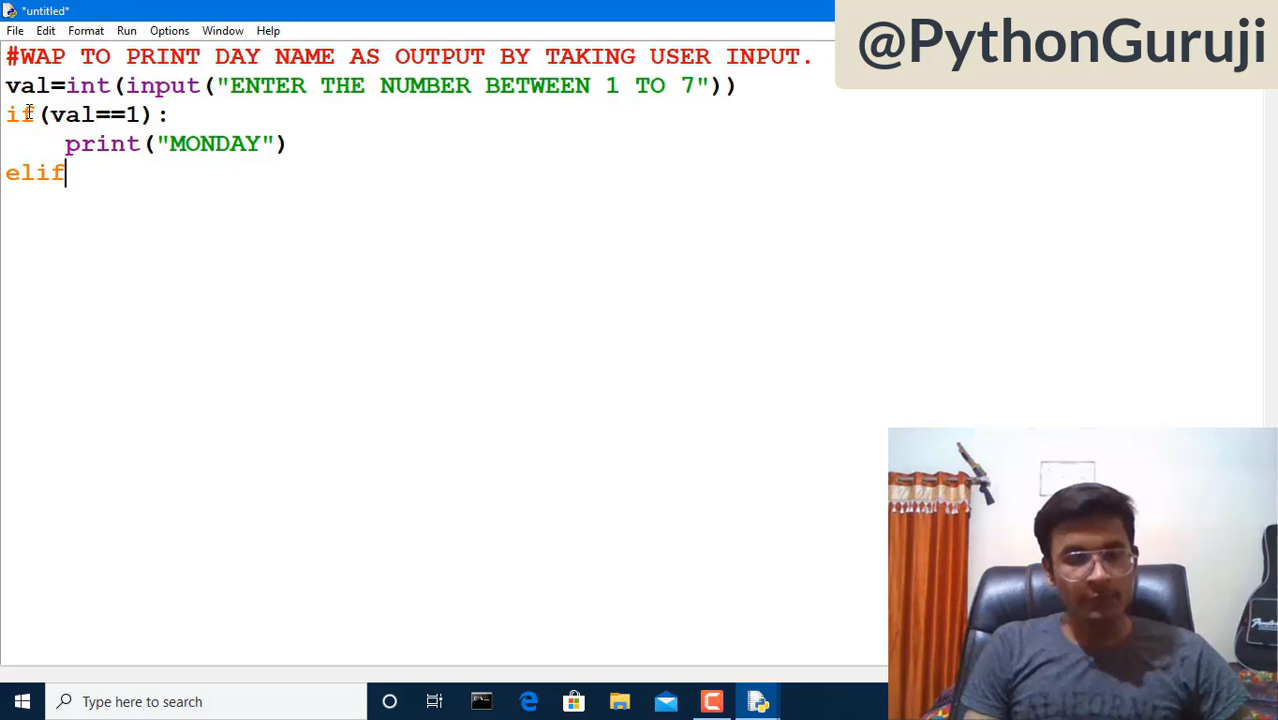 *untitled*
File Edit Format Run Options Window Help
@PythonGuruji
#WAP TO PRINT DAY NAME AS OUTPUT BY TAKING USER INPUT.
val=int(input("ENTER THE NUMBER BETWEEN 1 TO 7"))
if(val==1):
    print("MONDAY")
elif
Fender
Type here to search